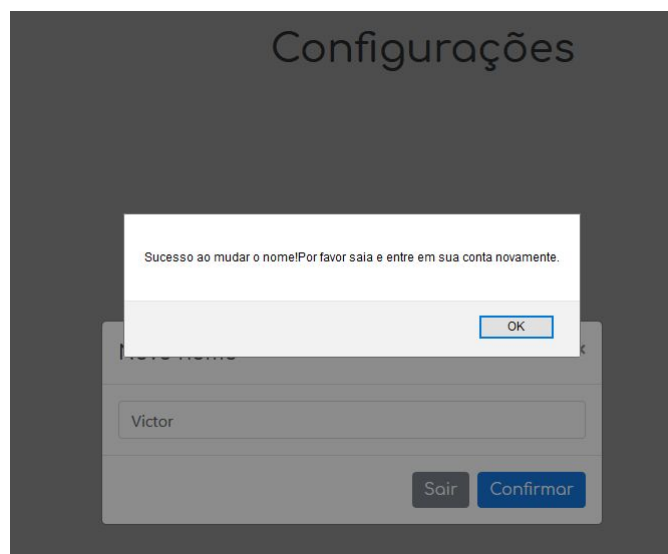 Configurações
Sucesso ao mudar o nome!Por favor saia e entre em sua conta novamente.
OK
Victor
Sair
Confirmar